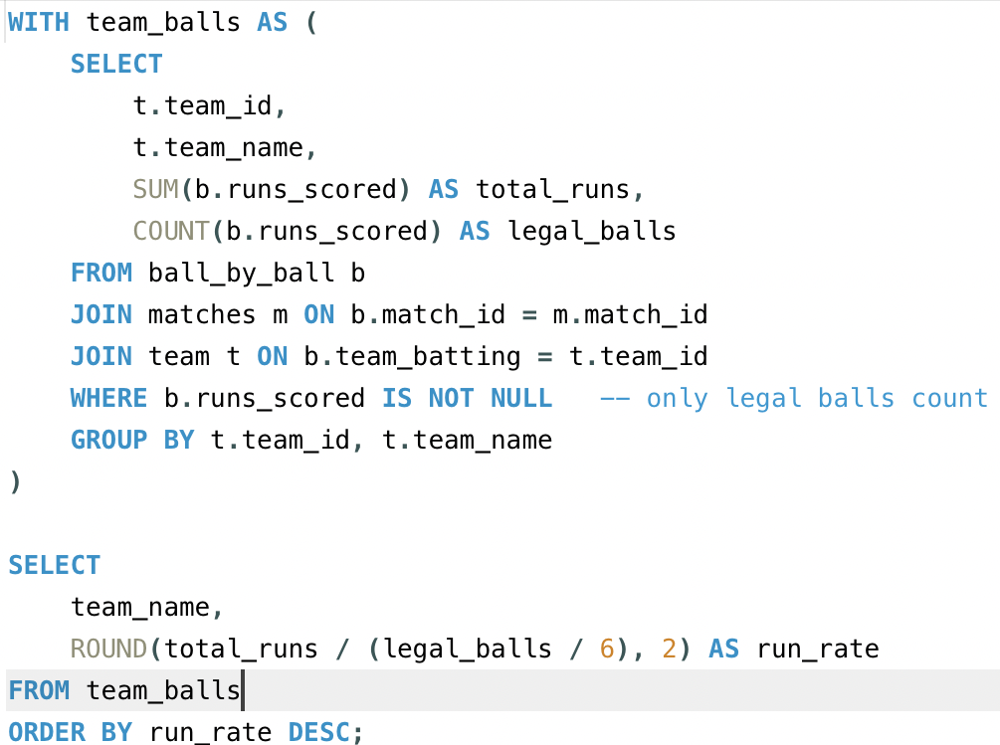 WITH team_balls AS (
    SELECT
        t.team_id,
        t.team_name,
        SUM(b.runs_scored) AS total_runs,
        COUNT(b.runs_scored) AS legal_balls
    FROM ball_by_ball b
    JOIN matches m ON b.match_id = m.match_id
    JOIN team t ON b.team_batting = t.team_id
    WHERE b.runs_scored IS NOT NULL   -- only legal balls count
    GROUP BY t.team_id, t.team_name
)

SELECT
    team_name,
    ROUND(total_runs / (legal_balls / 6), 2) AS run_rate
FROM team_balls
ORDER BY run_rate DESC;